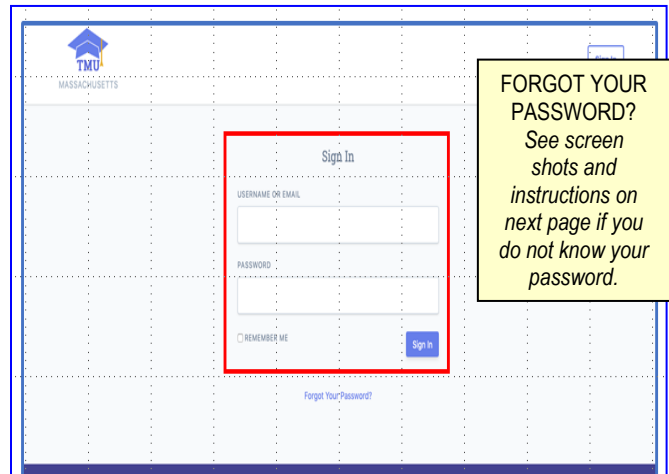 TMU
MASSACHUSETTS
Sign In
FORGOT YOUR
PASSWORD?
See screen
shots and
instructions on
next page if you
do not know your
password.
Sign In
USERNAME OR EMAIL
PASSWORD
REMEMBER ME
Sign In
Forgot Your Password?